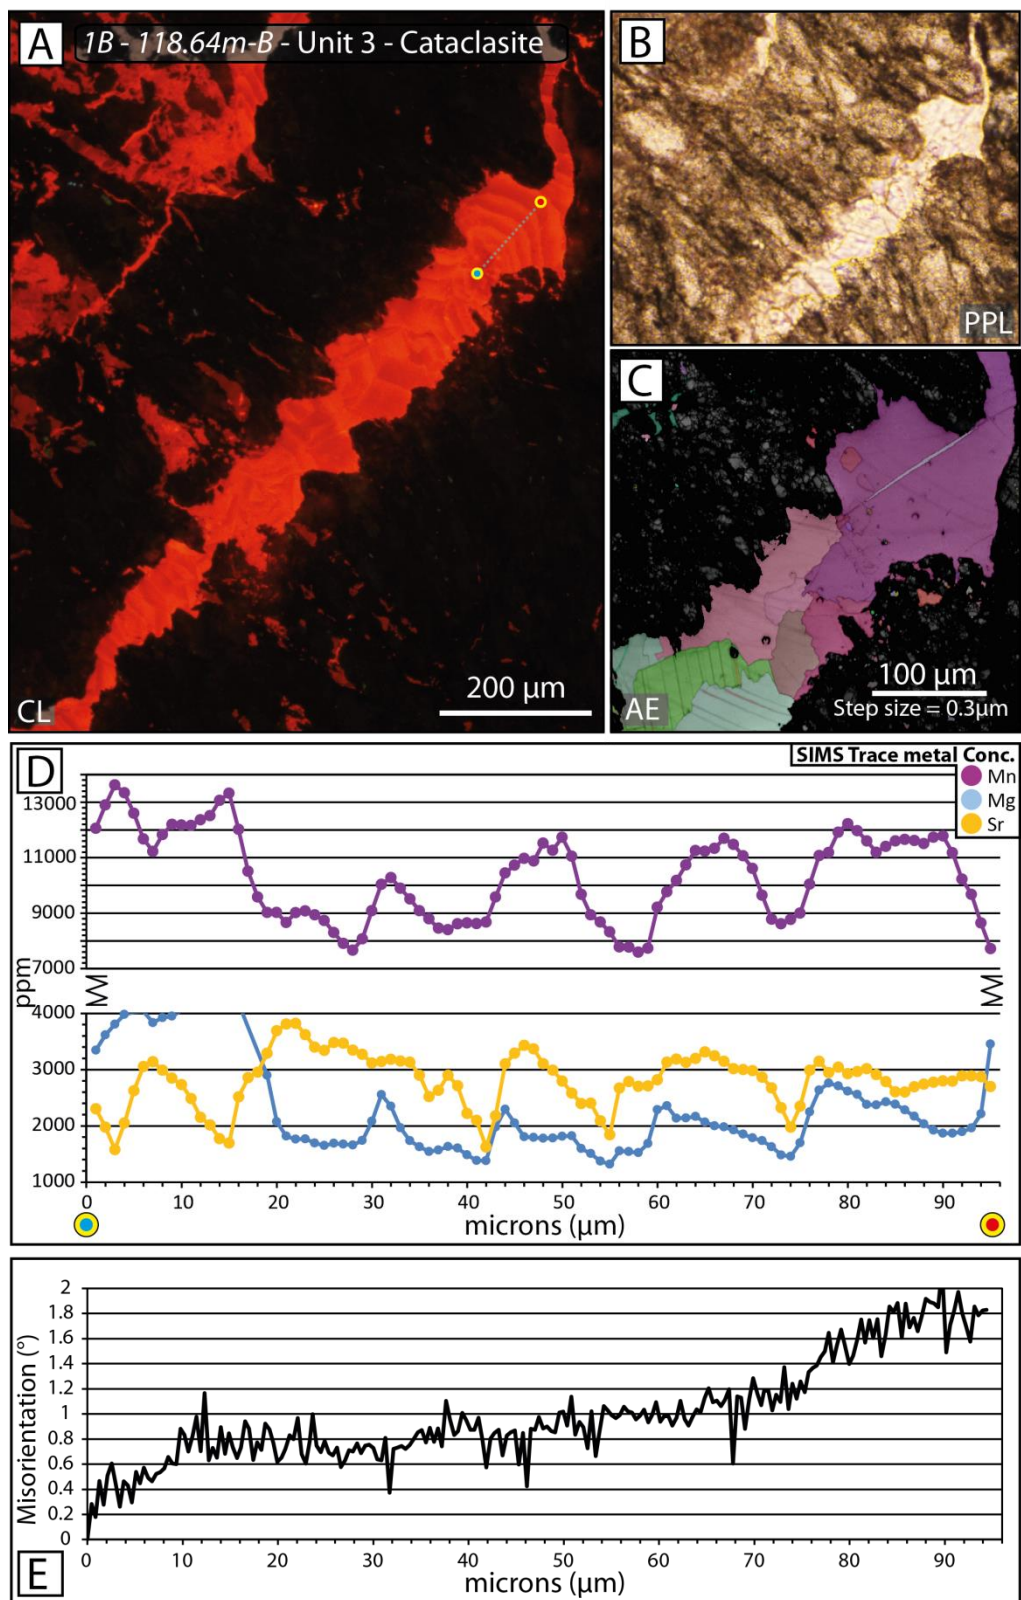 A
1B - 118.64m-B - Unit 3 - Cataclasite
200 µm
CL
B
PPL
C
100 µm
AE
Step size = 0.3µm
D
SIMS Trace metal Conc.
Mn
Mg
Sr
13000
11000
9000
7000
ppm
4000
3000
2000
1000
0 10 20 30 40 50 60 70 80 90
microns (µm)
Misorientation (°)
2
1.8
1.6
1.4
1.2
1
0.8
0.6
0.4
0.2
0
0 10 20 30 40 50 60 70 80 90
E
microns (µm)